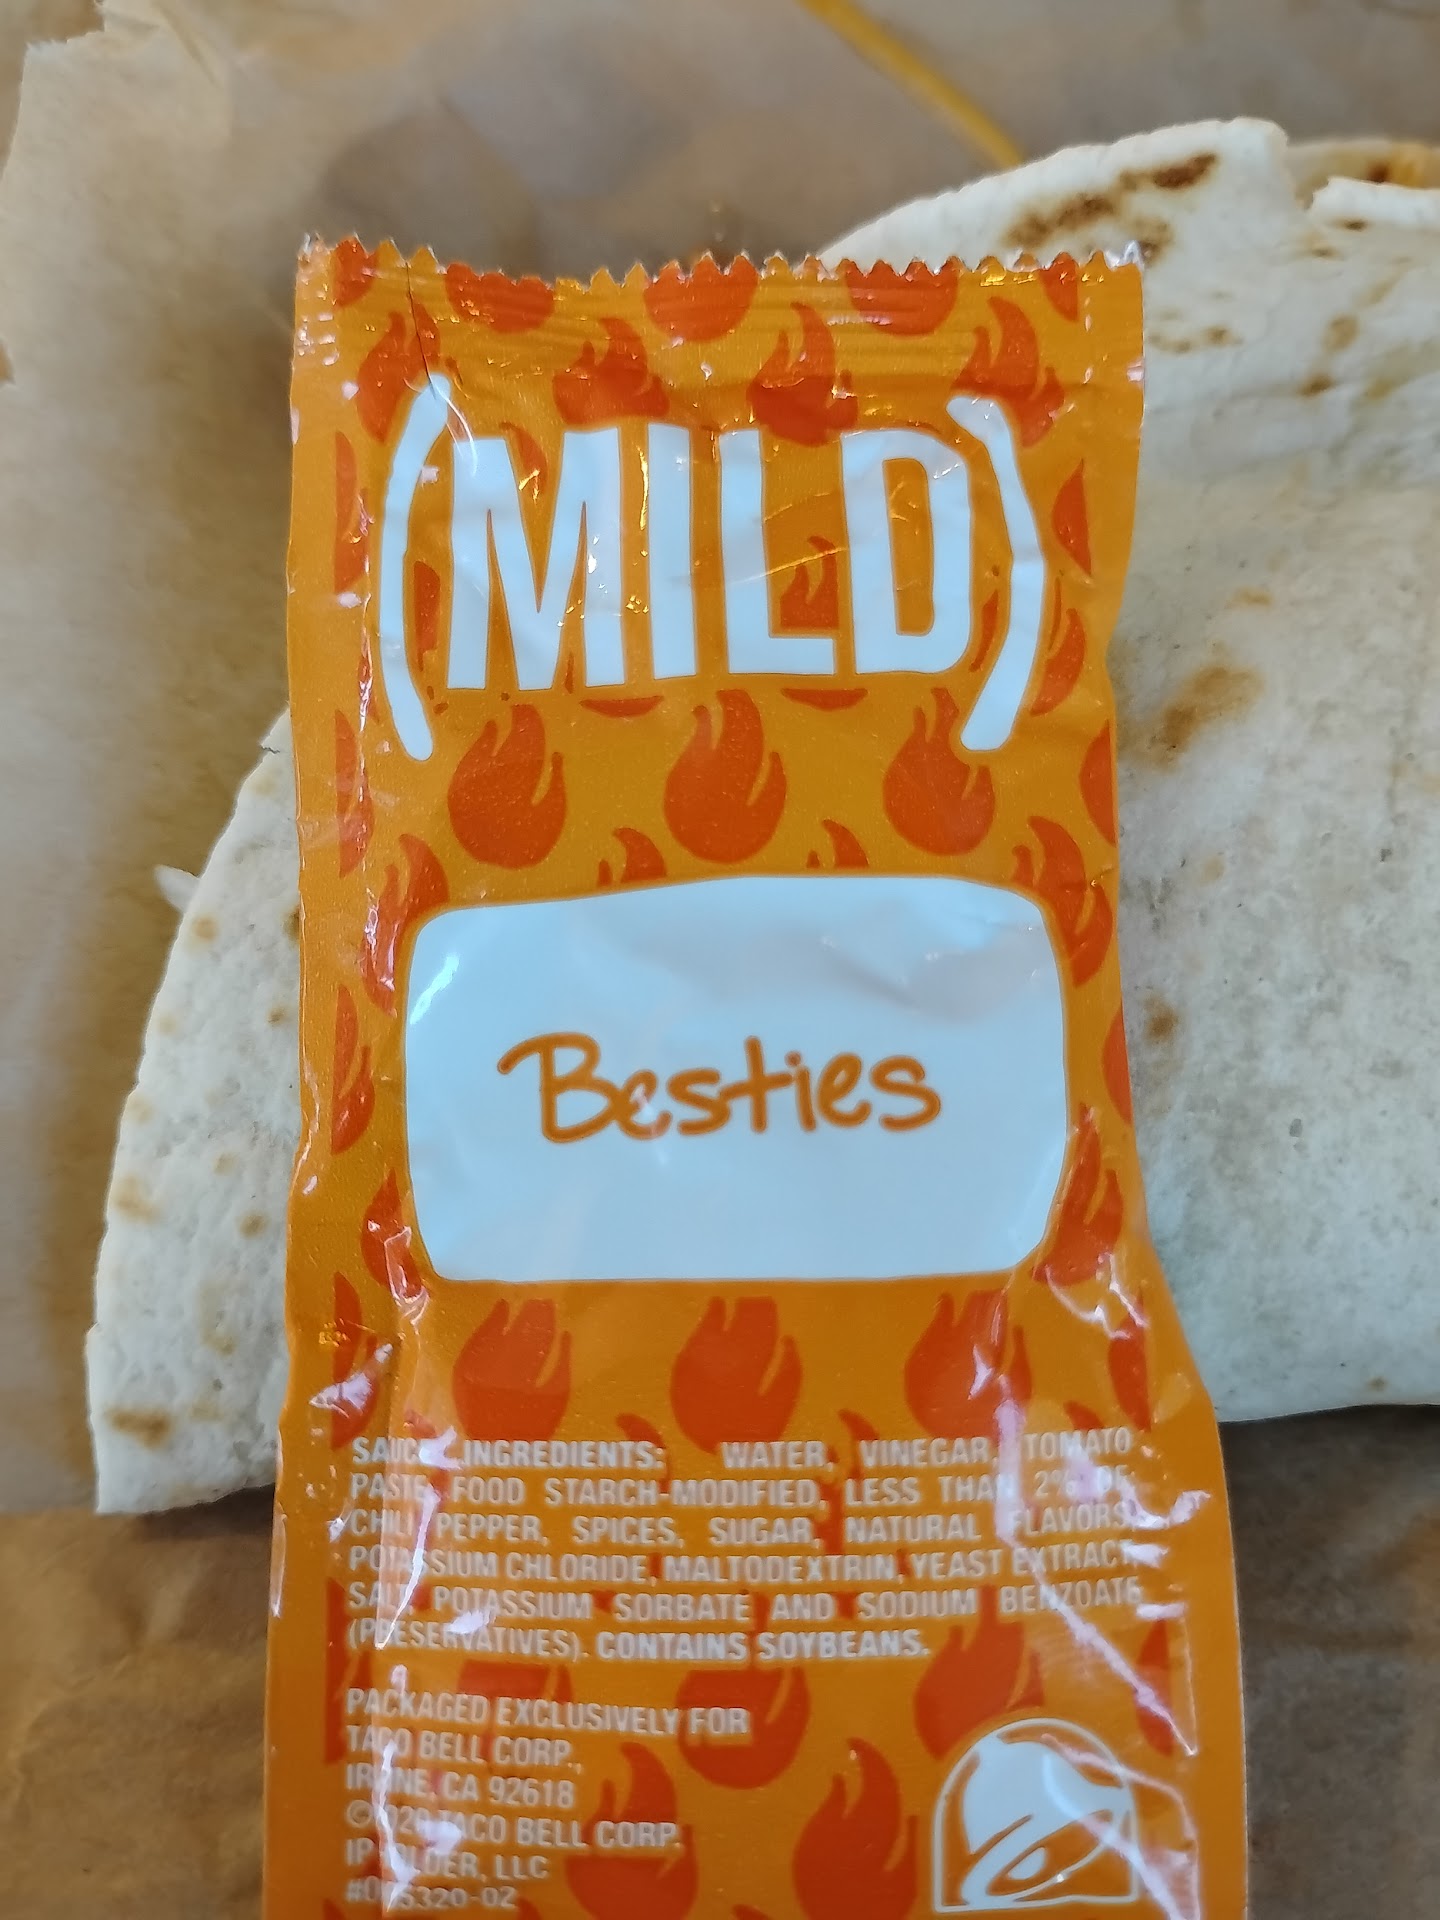 (MILD)
Besties
SAUCE INGREDIENTS: WATER, VINEGAR, TOMATO
PASTE, FOOD STARCH-MODIFIED, LESS THAN 2% OF:
CHILI PEPPER, SPICES, SUGAR, NATURAL FLAVORS,
POTASSIUM CHLORIDE, MALTODEXTRIN, YEAST EXTRACT,
SALT, POTASSIUM SORBATE AND SODIUM BENZOATE
(PRESERVATIVES). CONTAINS SOYBEANS.
PACKAGED EXCLUSIVELY FOR
TACO BELL CORP.,
IRVINE, CA 92618
TACO BELL CORP.
IP HOLDER, LLC